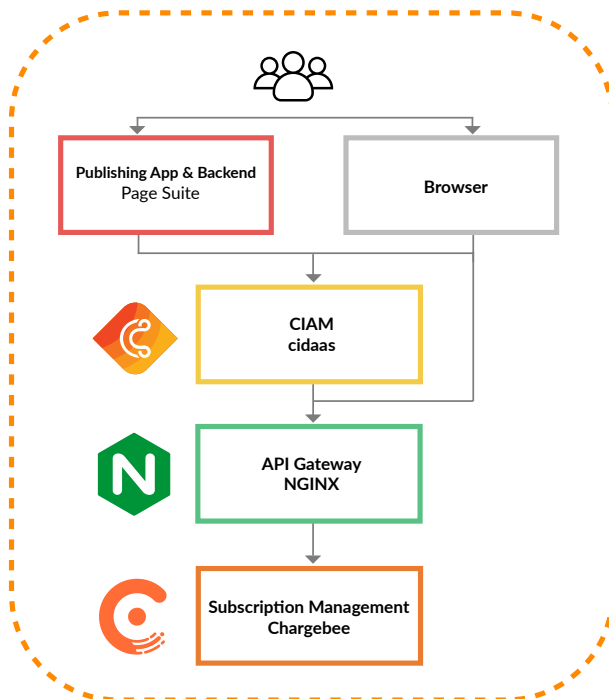 Publishing App & Backend
Page Suite
Browser
CIAM
cidaas
API Gateway
NGINX
Subscription Management
Chargebee